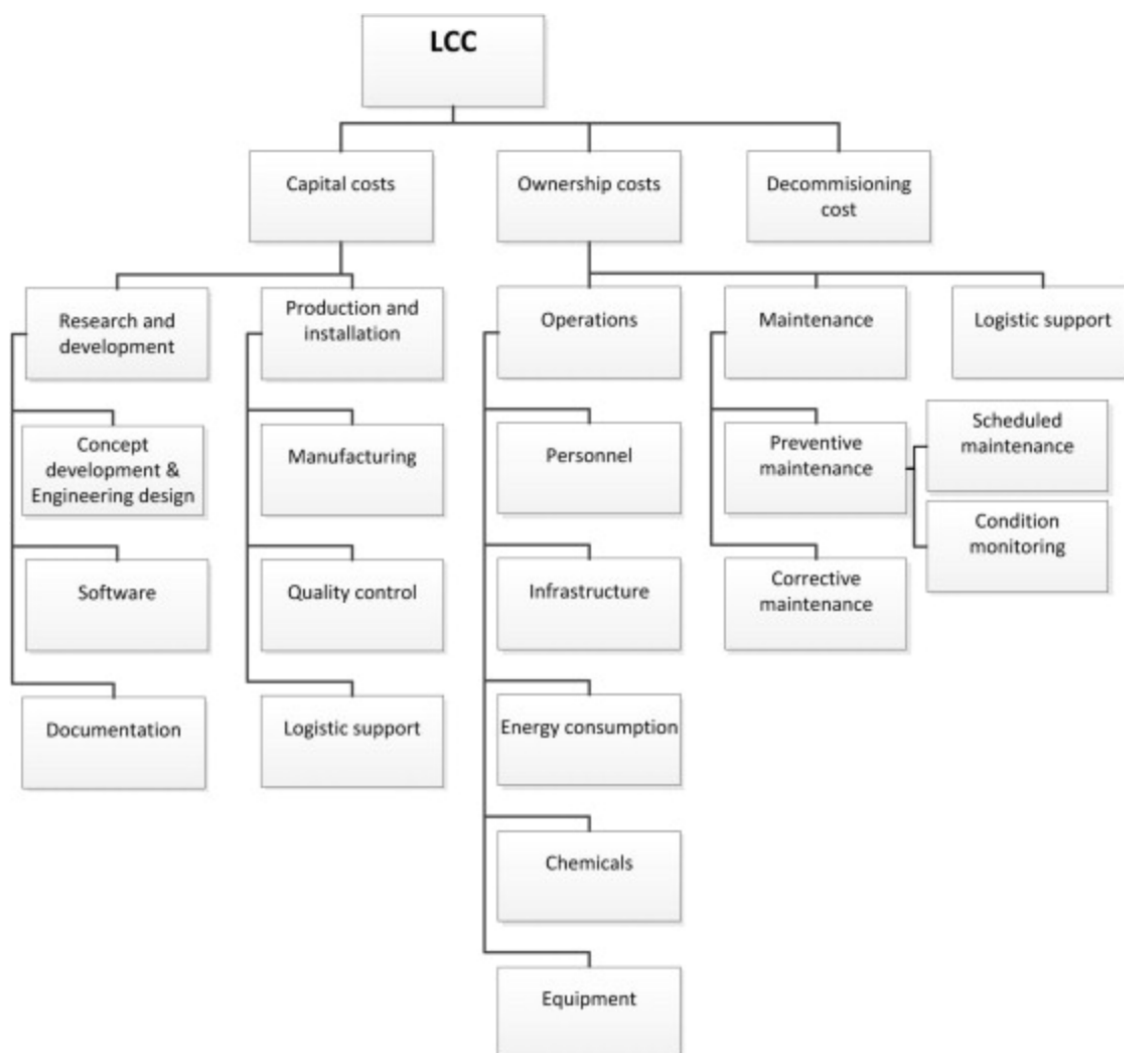 LCC
Capital costs
Ownership costs
Decommisioning
cost
Research and
development
Production and
installation
Operations
Maintenance
Logistic support
Concept
development &
Engineering design
Manufacturing
Personnel
Preventive
maintenance
Scheduled
maintenance
Condition
monitoring
Software
Quality control
Infrastructure
Corrective
maintenance
Documentation
Logistic support
Energy consumption
Chemicals
Equipment